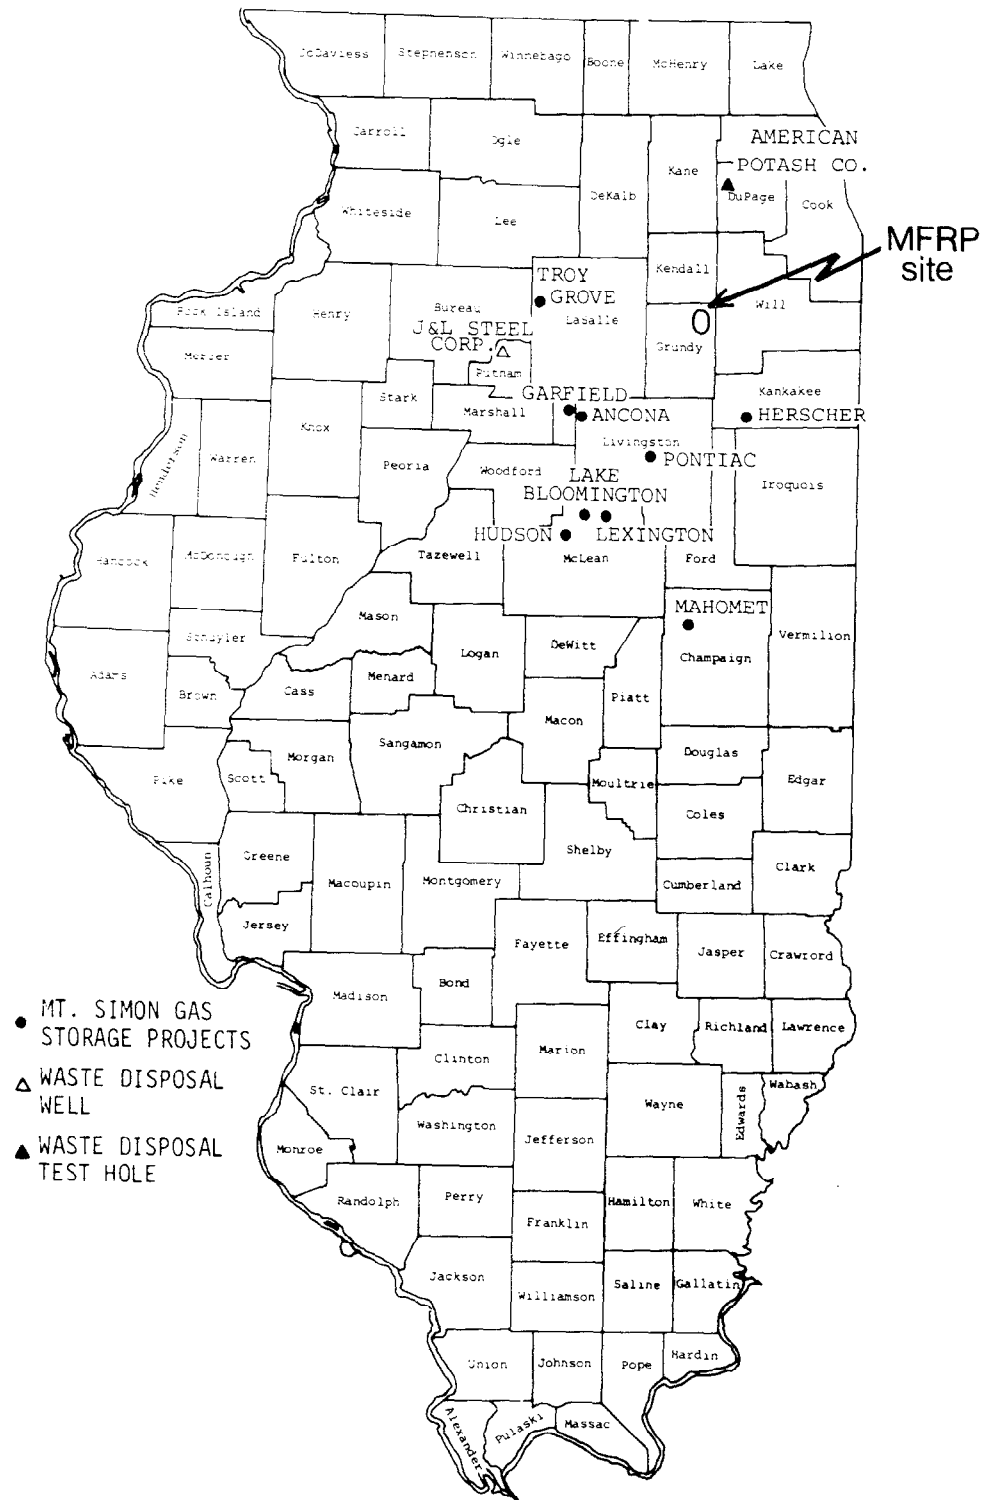 JoDaviess Stephenson Winnebago Boone McHenry Lake
Carroll Ogle
AMERICAN
POTASH CO.
Kane
DeKalb
DuPage Cook
Whiteside Lee
MFRP
site
Kendall
TROY
GROVE
Will
Rock Island Henry Bureau LaSalle
J&L STEEL
CORP.
Grundy
Mercer
Putnam
Kankakee
GARFIELD
Stark
Marshall
ANCONA HERSCHER
Knox
Livingston
Henderson Warren Peoria Woodford PONTIAC
LAKE
BLOOMINGTON
Iroquois
HUDSON LEXINGTON
Hancock McDonough Fulton Tazewell McLean Ford
MAHOMET
Mason
Schuyler Logan DeWitt Vermilion
Champaign
Adams Brown Cass Menard Piatt
Macon
Sangamon
Morgan Douglas
Pike Scott Moultrie Edgar
Christian Coles
Greene Shelby
Calhoun Macoupin Montgomery Cumberland Clark
Jersey
Fayette Effingham Jasper Crawford
Bond
Madison
MT. SIMON GAS
STORAGE PROJECTS
Clay Richland Lawrence
Clinton Marion
WASTE DISPOSAL
WELL
St. Clair Wayne Edwards Wabash
Washington
Jefferson
WASTE DISPOSAL
TEST HOLE
Monroe
Randolph Perry Hamilton White
Franklin
Jackson Saline Gallatin
Williamson
Union Johnson Pope Hardin
Alexander Pulaski Massac